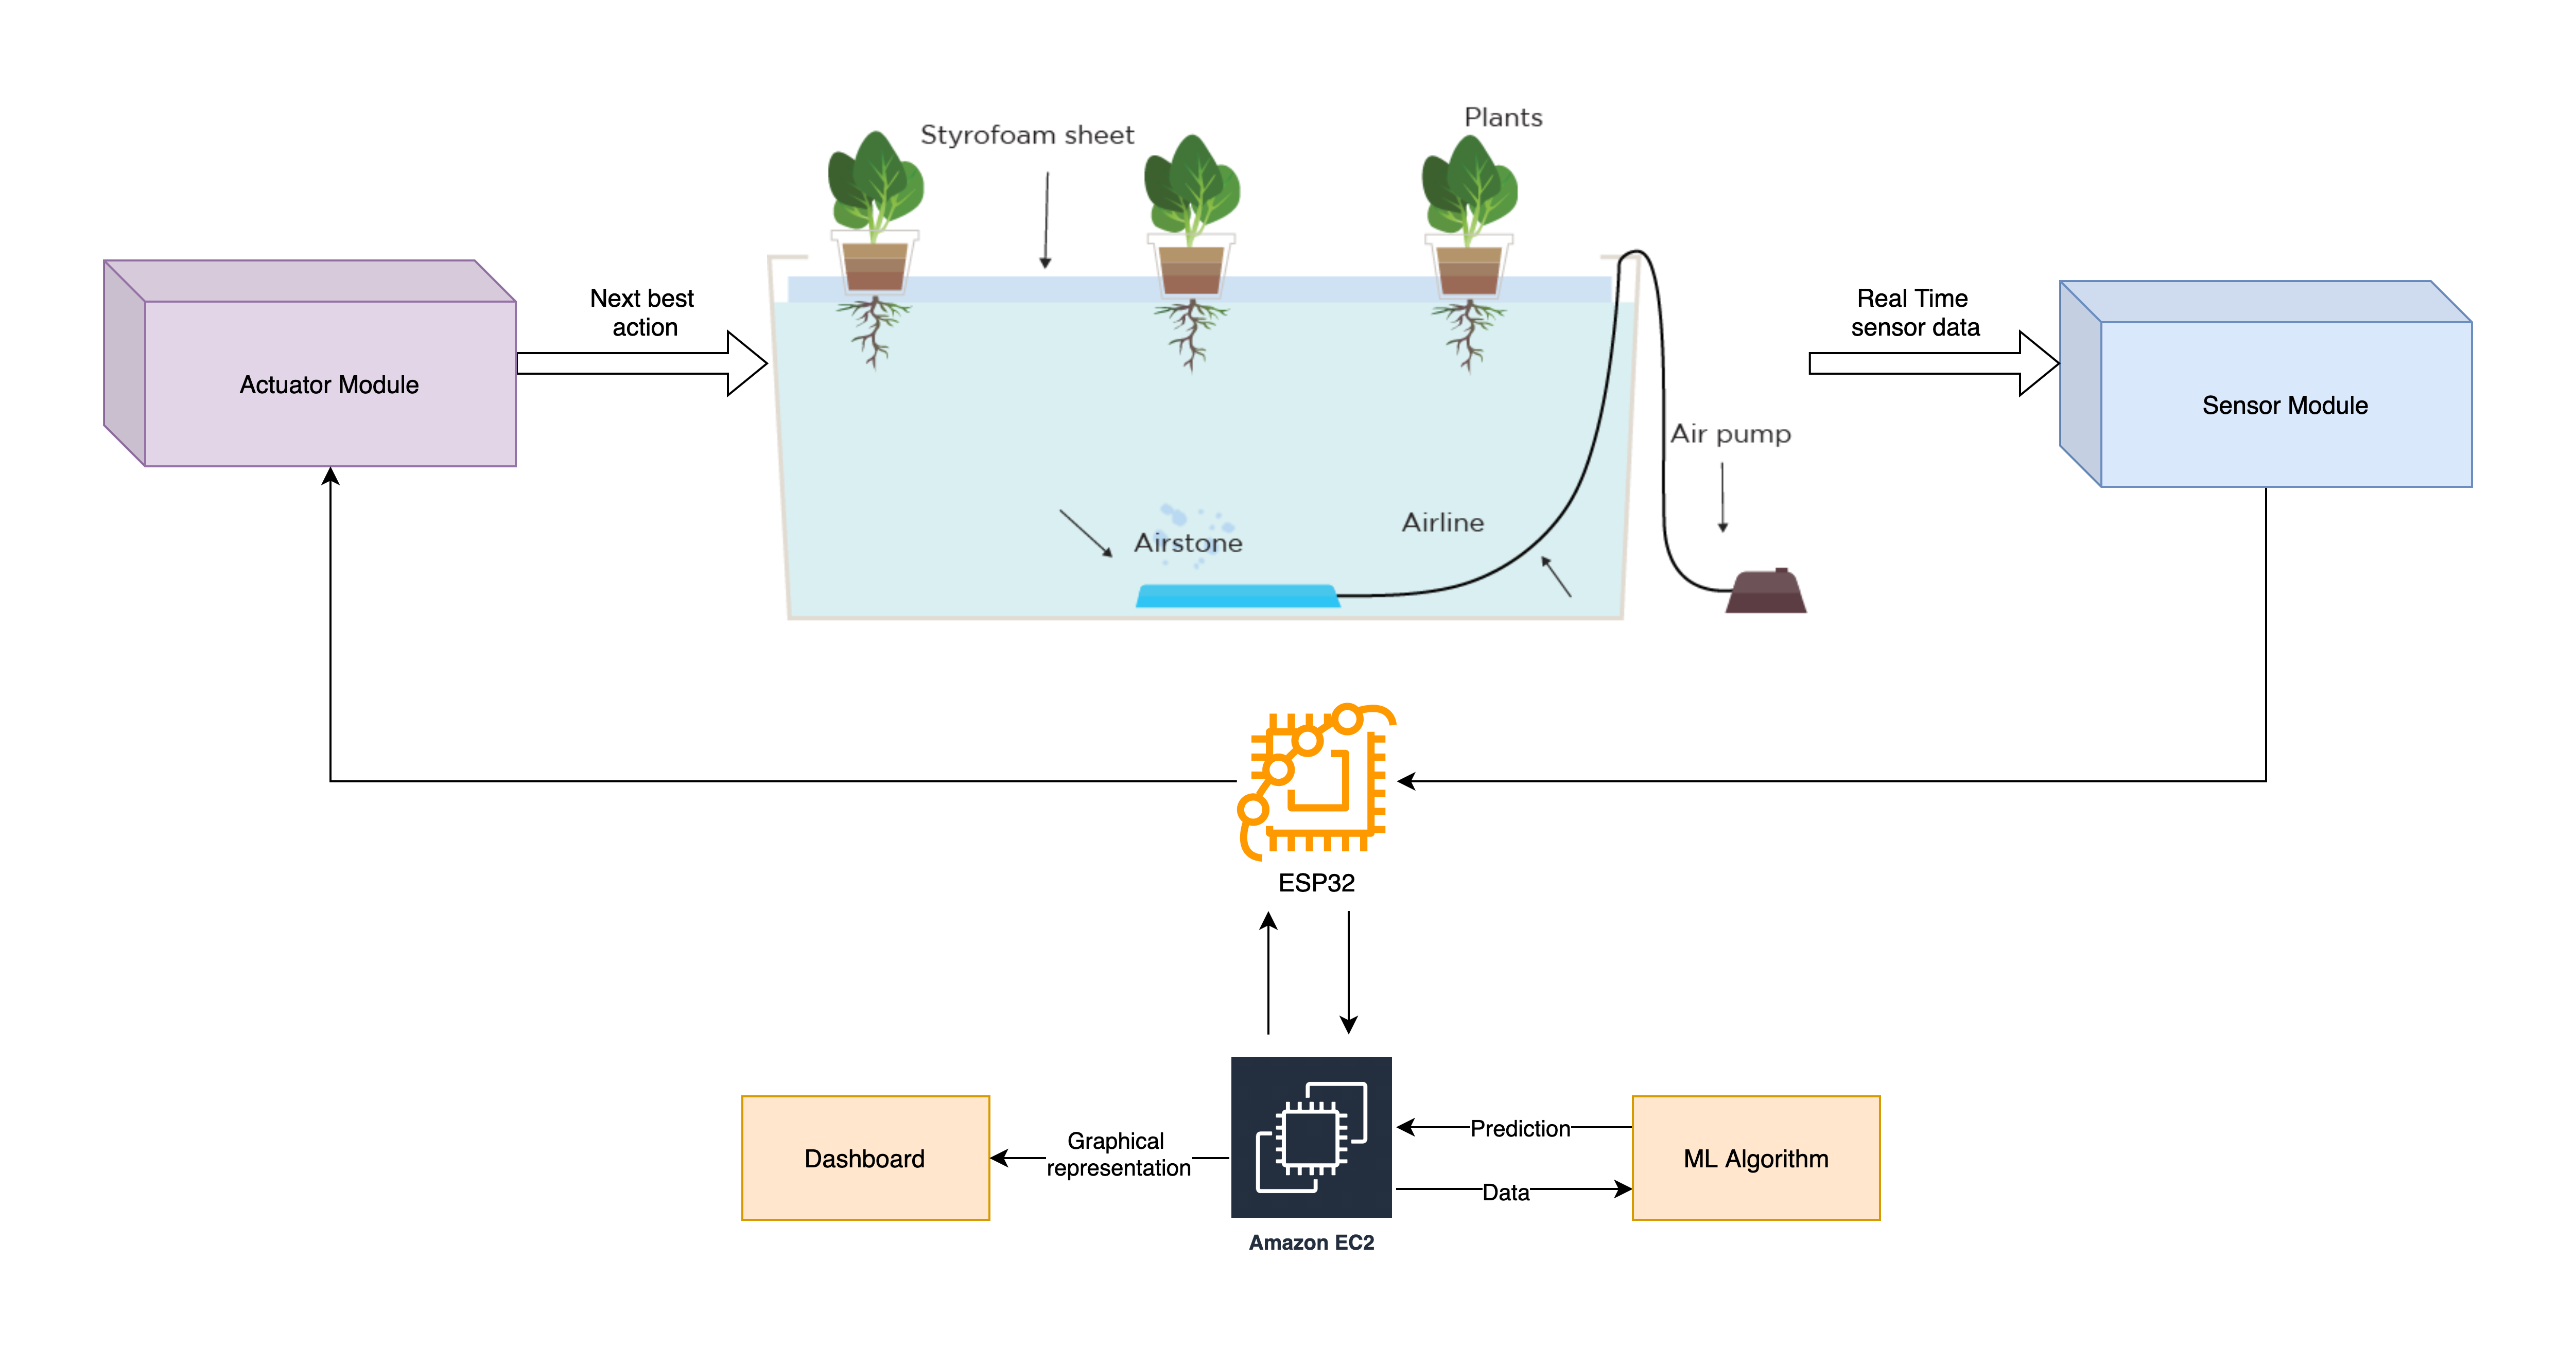 Plants
Styrofoam sheet
Next best
action
Real Time
sensor data
Actuator Module
Sensor Module
Air pump
Airline
Airstone
ESP32
Graphical
representation
Prediction
Data
Dashboard
ML Algorithm
Amazon EC2